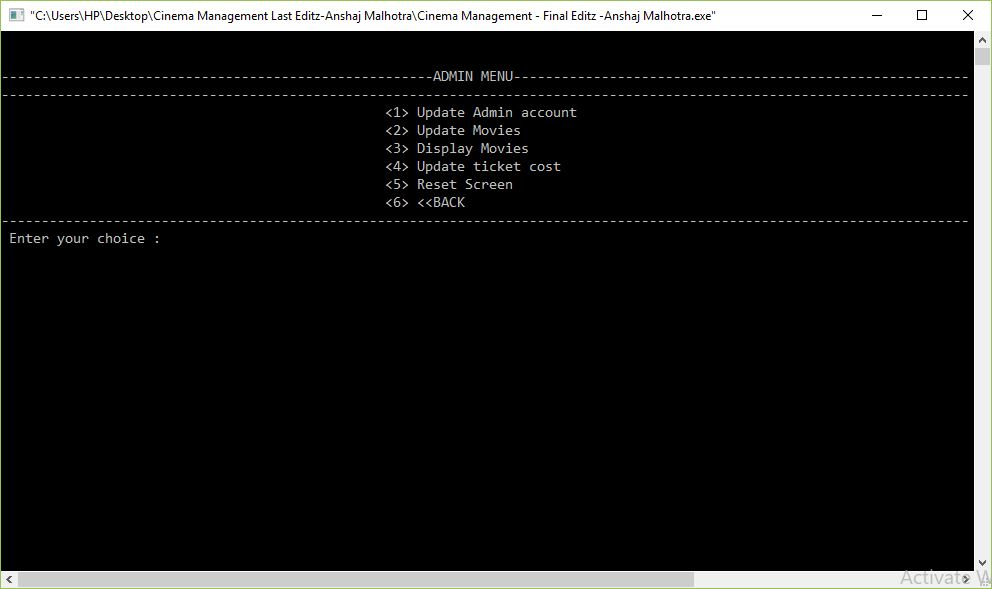 "C:\Users\HP\Desktop\Cinema Management Last Editz-Anshaj Malhotra\Cinema Management - Final Editz -Anshaj Malhotra.exe"
------------------------------------------------------ADMIN MENU---------------------------------------------------------
-------------------------------------------------------------------------------------------------------------------------
<1> Update Admin account
<2> Update Movies
<3> Display Movies
<4> Update ticket cost
<5> Reset Screen
<6> <<BACK
-------------------------------------------------------------------------------------------------------------------------
Enter your choice :
Activate W